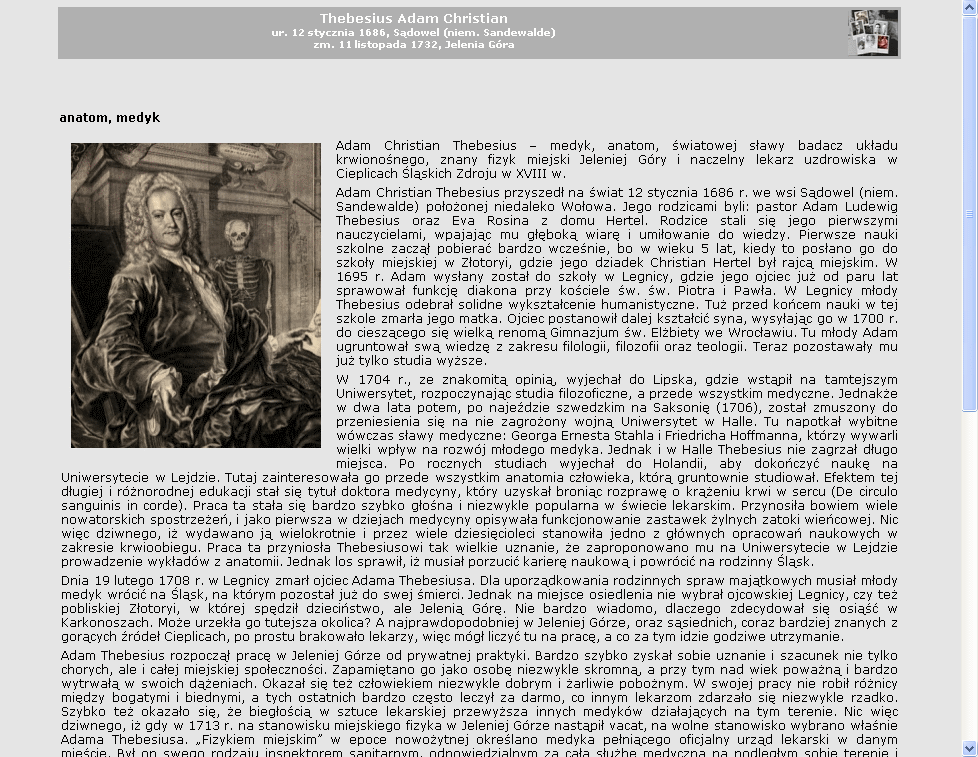 Thebesius Adam Christian
ur. 12 stycznia 1686, Sądowel (niem. Sandewalde)
zm. 11 listopada 1732, Jelenia Góra
anatom, medyk
Adam Christian Thebesius – medyk, anatom, światowej sławy badacz układu
krwionośnego, znany fizyk miejski Jeleniej Góry i naczelny lekarz uzdrowiska w
Cieplicach Śląskich Zdroju w XVIII w.
Adam Christian Thebesius przyszedł na świat 12 stycznia 1686 r. we wsi Sądowel (niem.
Sandewalde) położonej niedaleko Wołowa. Jego rodzicami byli: pastor Adam Ludewig
Thebesius oraz Eva Rosina z domu Hertel. Rodzice stali się jego pierwszymi
nauczycielami, wpajając mu głęboką wiarę i umiłowanie do wiedzy. Pierwsze nauki
szkolne zaczął pobierać bardzo wcześnie, bo w wieku 5 lat, kiedy to posłano go do
szkoły miejskiej w Złotoryi, gdzie jego dziadek Christian Hertel był rajcą miejskim. W
1695 r. Adam wysłany został do szkoły w Legnicy, gdzie jego ojciec już od paru lat
sprawował funkcję diakona przy kościele św. św. Piotra i Pawła. W Legnicy młody
Thebesius odebrał solidne wykształcenie humanistyczne. Tuż przed końcem nauki w tej
szkole zmarła jego matka. Ojciec postanowił dalej kształcić syna, wysyłając go w 1700 r.
do cieszącego się wielką renomą Gimnazjum św. Elżbiety we Wrocławiu. Tu młody Adam
ugruntował swą wiedzę z zakresu filologii, filozofii oraz teologii. Teraz pozostawały mu
już tylko studia wyższe.
W 1704 r., ze znakomitą opinią, wyjechał do Lipska, gdzie wstąpił na tamtejszym
Uniwersytet, rozpoczynając studia filozoficzne, a przede wszystkim medyczne. Jednakże
w dwa lata potem, po najeździe szwedzkim na Saksonię (1706), został zmuszony do
przeniesienia się na nie zagrożony wojną Uniwersytet w Halle. Tu napotkał wybitne
wówczas sławy medyczne: Georga Ernesta Stahla i Friedricha Hoffmanna, którzy wywarli
wielki wpływ na rozwój młodego medyka. Jednak i w Halle Thebesius nie zagrzał długo
miejsca. Po rocznych studiach wyjechał do Holandii, aby dokończyć naukę na
Uniwersytecie w Lejdzie. Tutaj zainteresowała go przede wszystkim anatomia człowieka, którą gruntownie studiował. Efektem tej
długiej i różnorodnej edukacji stał się tytuł doktora medycyny, który uzyskał broniąc rozprawę o krążeniu krwi w sercu (De circulo
sanguinis in corde). Praca ta stała się bardzo szybko głośna i niezwykle popularna w świecie lekarskim. Przynosiła bowiem wiele
nowatorskich spostrzeżeń, i jako pierwsza w dziejach medycyny opisywała funkcjonowanie zastawek żylnych zatoki wieńcowej. Nic
więc dziwnego, iż wydawano ją wielokrotnie i przez wiele dziesięcioleci stanowiła jedno z głównych opracowań naukowych w
zakresie krwioobiegu. Praca ta przyniosła Thebesiusowi tak wielkie uznanie, że zaproponowano mu na Uniwersytecie w Lejdzie
prowadzenie wykładów z anatomii. Jednak los sprawił, iż musiał porzucić karierę naukową i powrócić na rodzinny Śląsk.
Dnia 19 lutego 1708 r. w Legnicy zmarł ojciec Adama Thebesiusa. Dla uporządkowania rodzinnych spraw majątkowych musiał młody
medyk wrócić na Śląsk, na którym pozostał już do swej śmierci. Jednak na miejsce osiedlenia nie wybrał ojcowskiej Legnicy, czy też
pobliskiej Złotoryi, w której spędził dzieciństwo, ale Jelenią Górę. Nie bardzo wiadomo, dlaczego zdecydował się osiąść w
Karkonoszach. Może urzekła go tutejsza okolica? A najprawdopodobniej w Jeleniej Górze, oraz sąsiednich, coraz bardziej znanych z
gorących źródeł Cieplicach, po prostu brakowało lekarzy, więc mógł liczyć tu na pracę, a co za tym idzie godziwe utrzymanie.
Adam Thebesius rozpoczął pracę w Jeleniej Górze od prywatnej praktyki. Bardzo szybko zyskał sobie uznanie i szacunek nie tylko
chorych, ale i całej miejskiej społeczności. Zapamiętano go jako osobę niezwykle skromną, a przy tym nad wiek poważną i bardzo
wytrwałą w swoich dążeniach. Okazał się też człowiekiem niezwykle dobrym i żarliwie pobożnym. W swojej pracy nie robił różnicy
między bogatymi i biednymi, a tych ostatnich bardzo często leczył za darmo, co innym lekarzom zdarzało się niezwykle rzadko.
Szybko też okazało się, że biegłością w sztuce lekarskiej przewyższa innych medyków działających na tym terenie. Nic więc
dziwnego, iż gdy w 1713 r. na stanowisku miejskiego fizyka w Jeleniej Górze nastąpił vacat, na wolne stanowisko wybrano właśnie
Adama Thebesiusa. „Fizykiem miejskim” w epoce nowożytnej określano medyka pełniącego oficjalny urząd lekarski w danym
mieście. Był on swego rodzaju inspektorem sanitarnym, odpowiedzialnym za całą służbę medyczną na podległym sobie terenie i